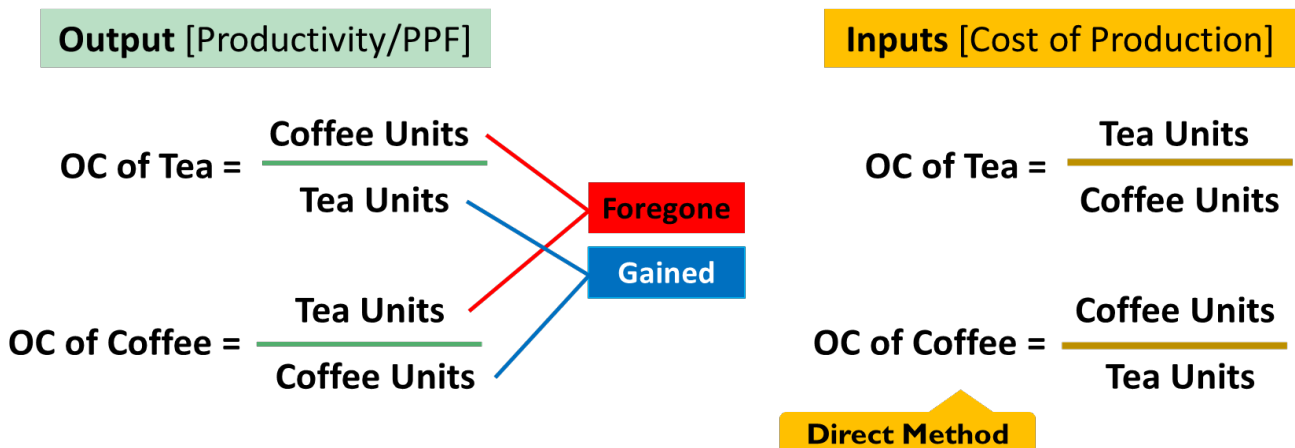 Output [Productivity/PPF]
OC of Tea =
Coffee Units
Tea Units
Foregone
Gained
OC of Coffee =
Tea Units
Coffee Units
Inputs [Cost of Production]
OC of Tea =
Tea Units
Coffee Units
OC of Coffee =
Coffee Units
Tea Units
Direct Method